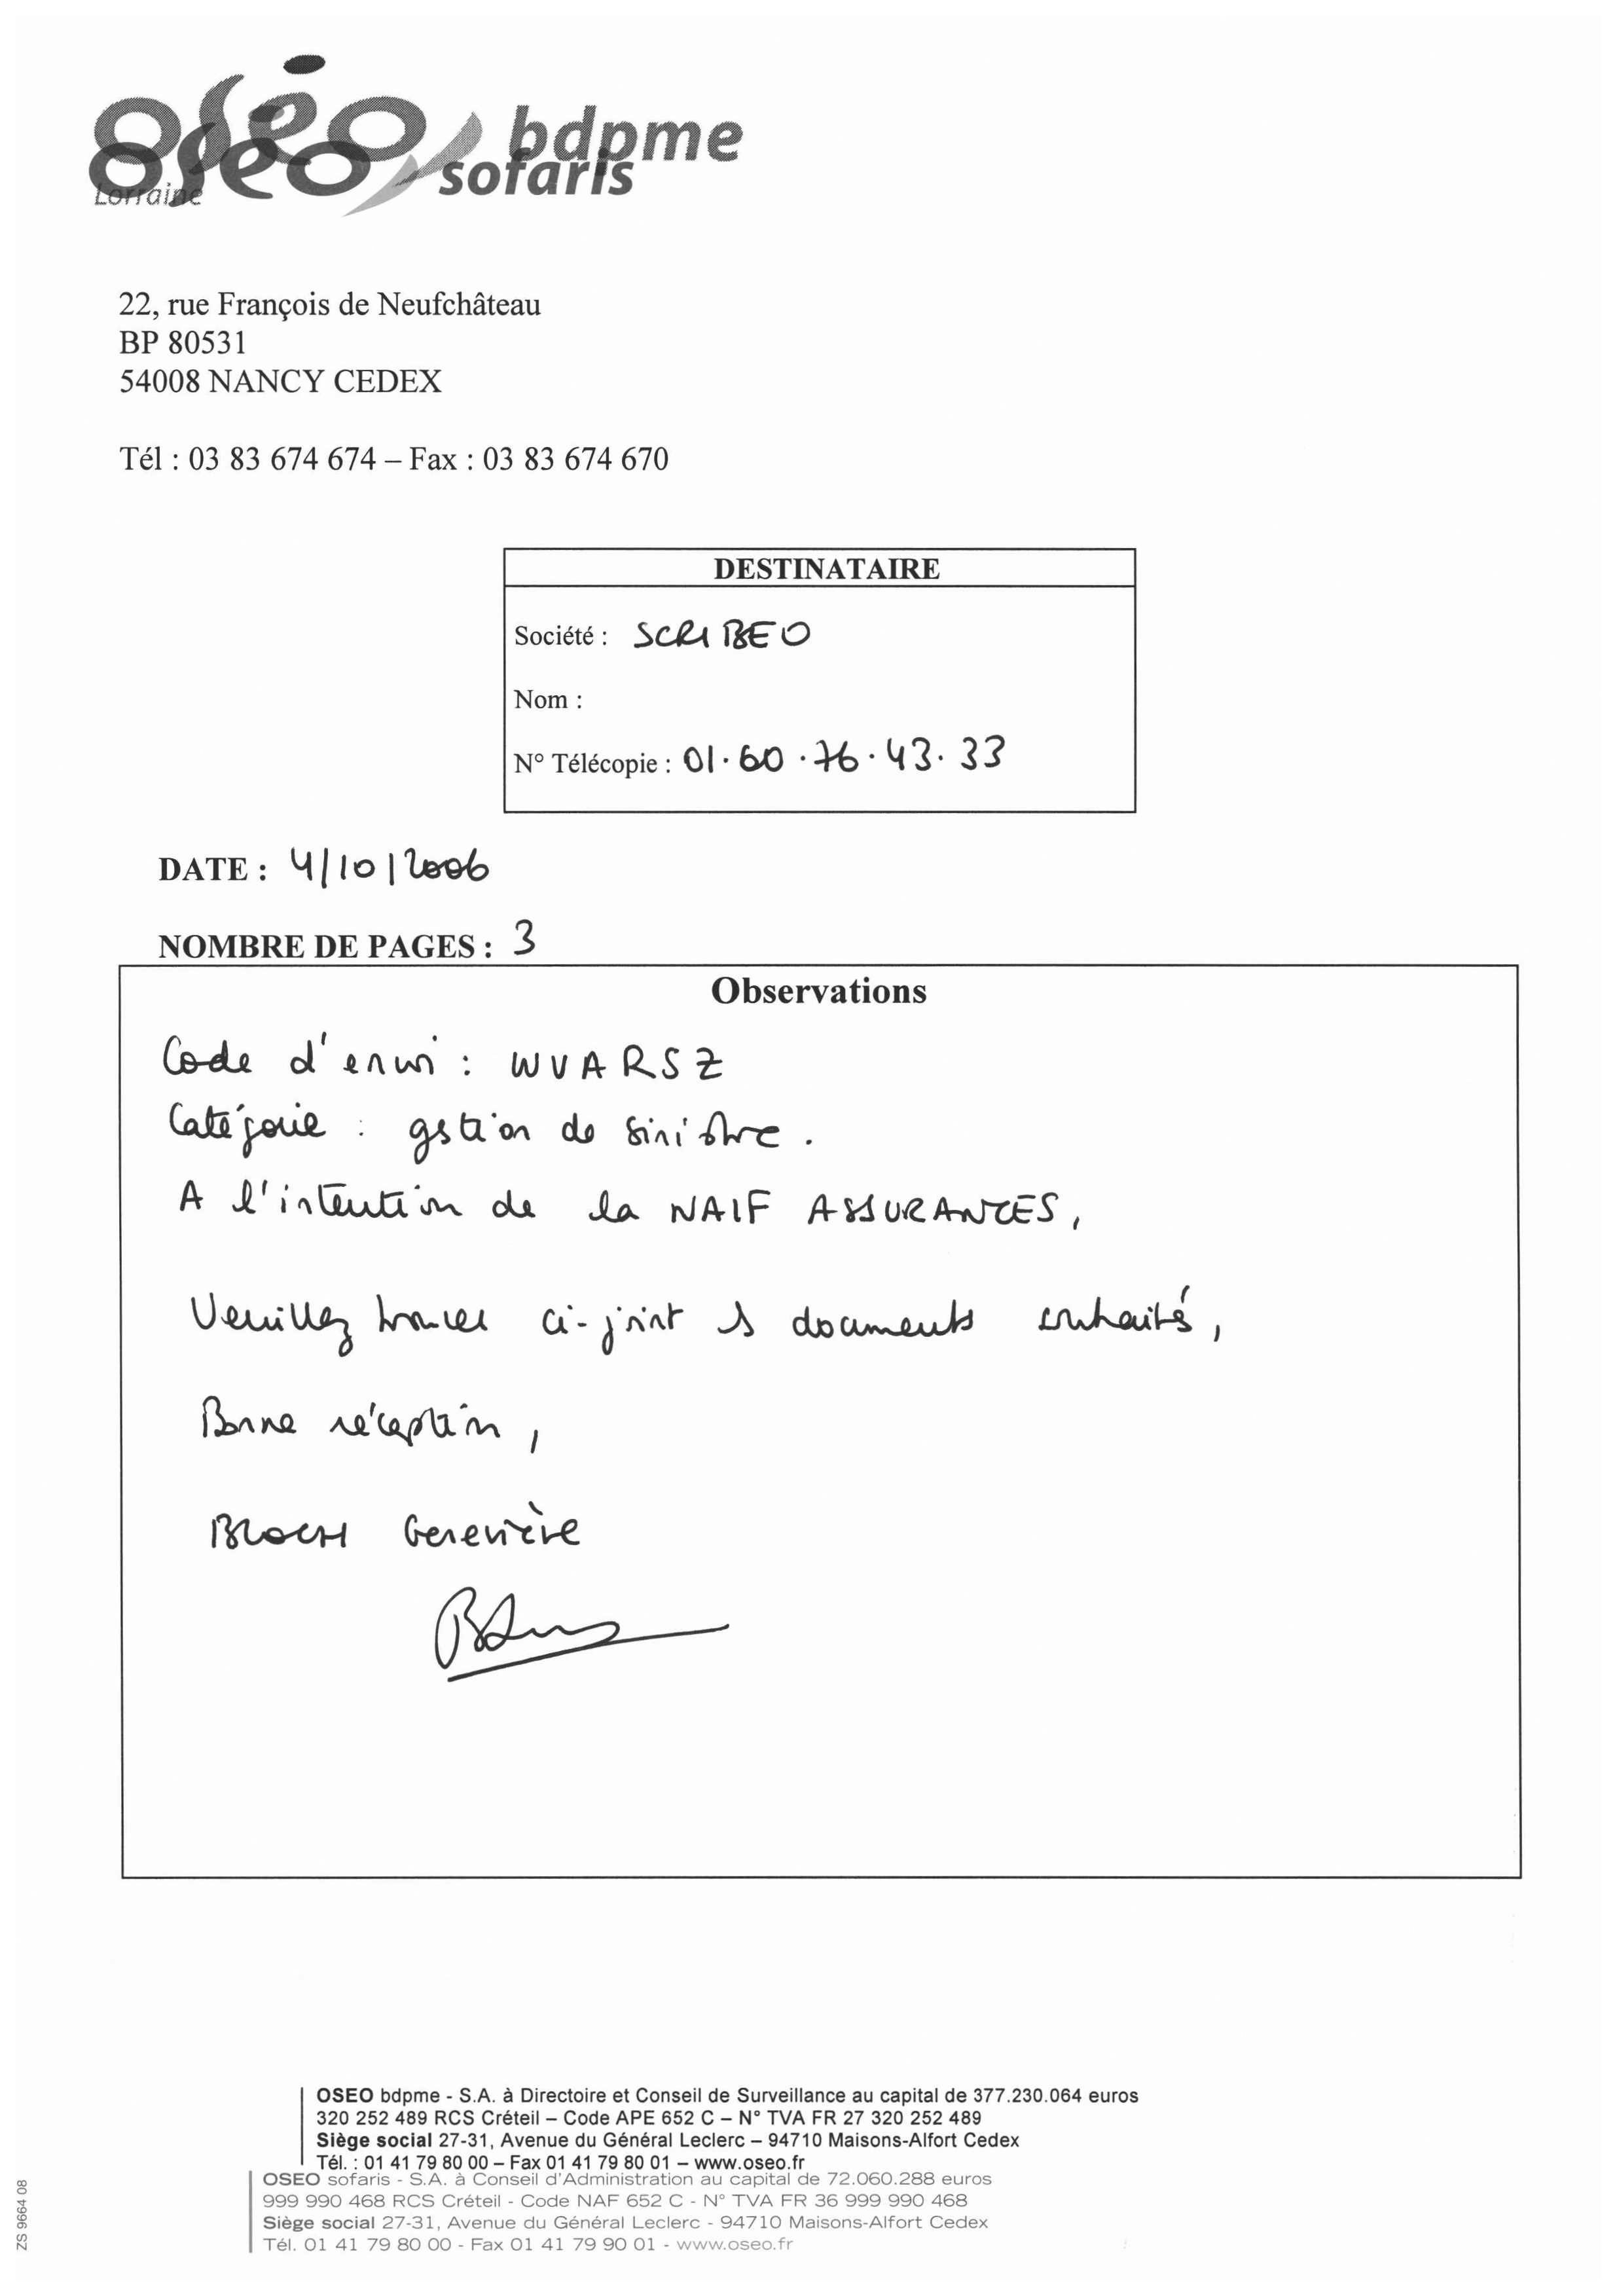 oséo bdpme
oseo sofaris
Lorraine
22, rue François de Neufchâteau
BP 80531
54008 NANCY CEDEX
Tél : 03 83 674 674 – Fax : 03 83 674 670
DESTINATAIRE
Société : SCRIBEO
Nom :
N° Télécopie : 01.60.76.43.33
DATE : 4/10/2006
NOMBRE DE PAGES : 3
Observations
Code d'envoi : WVARSZ
Catégorie : gestion de sinistre.
A l'intention de la NAIF ASSURANCES,
Veuillez trouver ci-joint les documents souhaités,
Bonne réception,
BLOCH Geneviève
OSEO bdpme - S.A. à Directoire et Conseil de Surveillance au capital de 377.230.064 euros
320 252 489 RCS Créteil – Code APE 652 C – N° TVA FR 27 320 252 489
Siège social 27-31, Avenue du Général Leclerc – 94710 Maisons-Alfort Cedex
Tél. : 01 41 79 80 00 – Fax 01 41 79 80 01 – www.oseo.fr
OSEO sofaris - S.A. à Conseil d'Administration au capital de 72.060.288 euros
999 990 468 RCS Créteil - Code NAF 652 C - N° TVA FR 36 999 990 468
Siège social 27-31, Avenue du Général Leclerc - 94710 Maisons-Alfort Cedex
Tél. 01 41 79 80 00 - Fax 01 41 79 90 01 - www.oseo.fr
ZS 9664 08